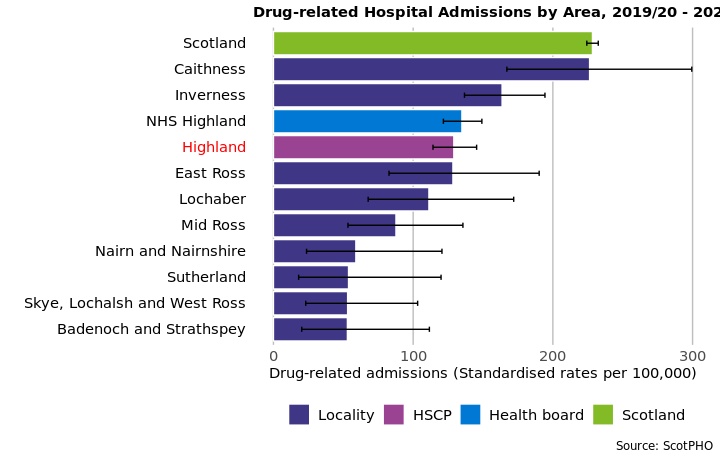 Drug-related Hospital Admissions by Area, 2019/20 - 202
Scotland
Caithness
Inverness
NHS Highland
Highland
East Ross
Lochaber
Mid Ross
Nairn and Nairnshire
Sutherland
Skye, Lochalsh and West Ross
Badenoch and Strathspey
0 100 200 300
Drug-related admissions (Standardised rates per 100,000)
Locality HSCP Health board Scotland
Source: ScotPHO